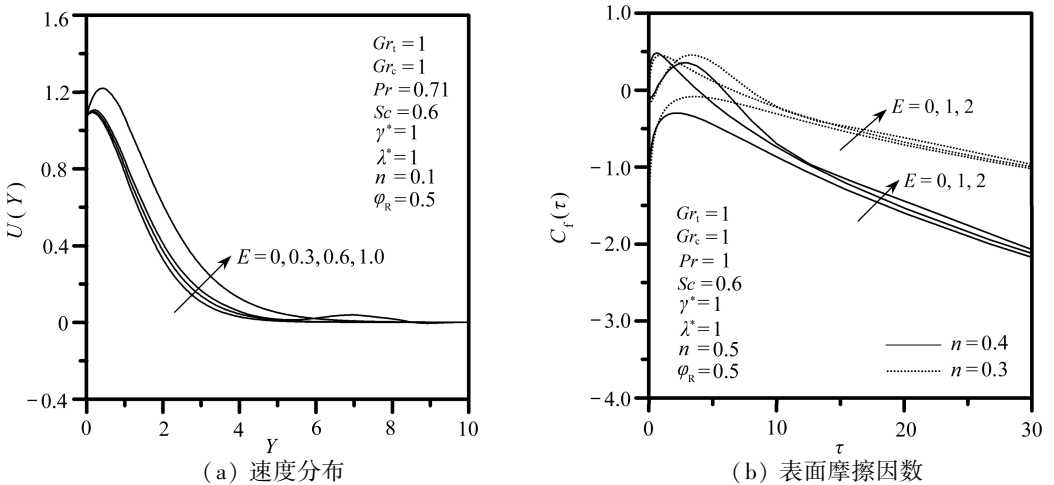 1.6
1.2
0.8
0.4
0
−0.4
U(Y)
Gr_t=1
Gr_c=1
Pr=0.71
Sc=0.6
γ*=1
λ*=1
n=0.1
φ_R=0.5
E=0, 0.3, 0.6, 1.0
0 2 4 6 8 10
Y
(a) 速度分布
1.0
0
−1.0
−2.0
−3.0
−4.0
C_f(τ)
E=0, 1, 2
E=0, 1, 2
Gr_t=1
Gr_c=1
Pr=1
Sc=0.6
γ*=1
λ*=1
n=0.5
φ_R=0.5
n=0.4
n=0.3
0 5 10 20 30
τ
(b) 表面摩擦因数